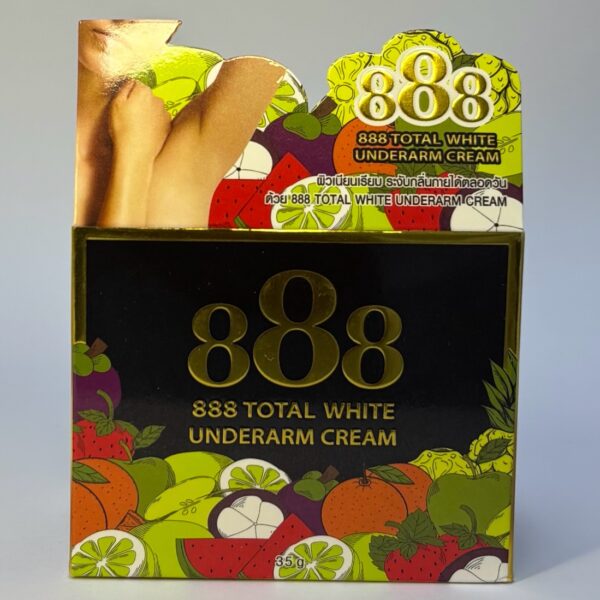 888
888 TOTAL WHITE
UNDERARM CREAM
ผิวเนียนเรียบ ระงับกลิ่นกายได้ตลอดวัน
ด้วย 888 TOTAL WHITE UNDERARM CREAM
888
888 TOTAL WHITE
UNDERARM CREAM
35 g